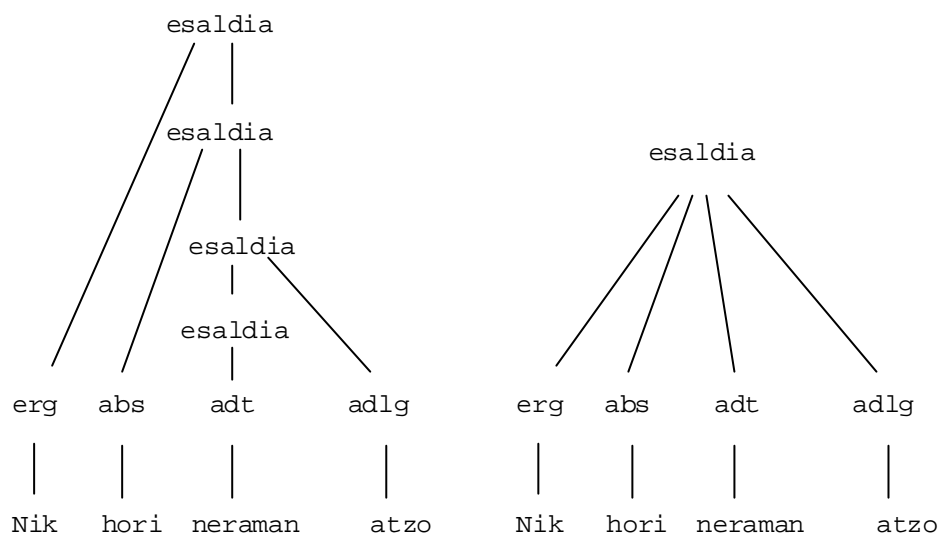 esaldia
esaldia
esaldia
esaldia
esaldia
erg abs adt adlg erg abs adt adlg
Nik hori neraman atzo Nik hori neraman atzo